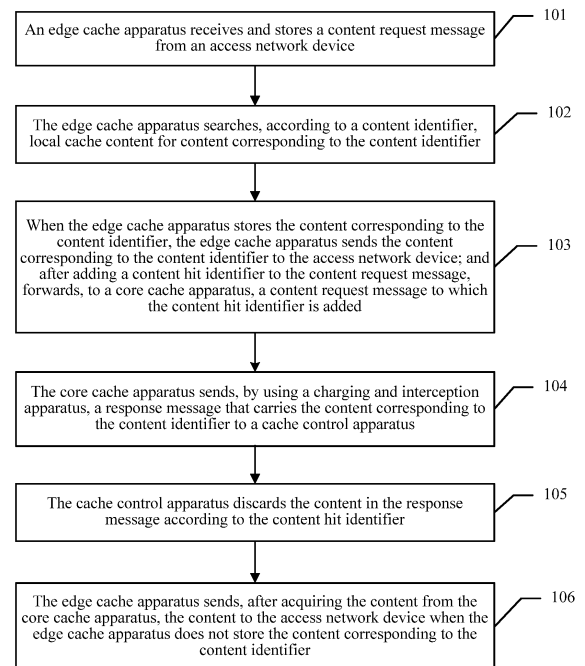 An edge cache apparatus receives and stores a content request message
from an access network device
101
The edge cache apparatus searches, according to a content identifier,
local cache content for content corresponding to the content identifier
102
When the edge cache apparatus stores the content corresponding to the
content identifier, the edge cache apparatus sends the content
corresponding to the content identifier to the access network device; and
after adding a content hit identifier to the content request message,
forwards, to a core cache apparatus, a content request message to which
the content hit identifier is added
103
The core cache apparatus sends, by using a charging and interception
apparatus, a response message that carries the content corresponding to
the content identifier to a cache control apparatus
104
The cache control apparatus discards the content in the response
message according to the content hit identifier
105
The edge cache apparatus sends, after acquiring the content from the
core cache apparatus, the content to the access network device when the
edge cache apparatus does not store the content corresponding to the
content identifier
106